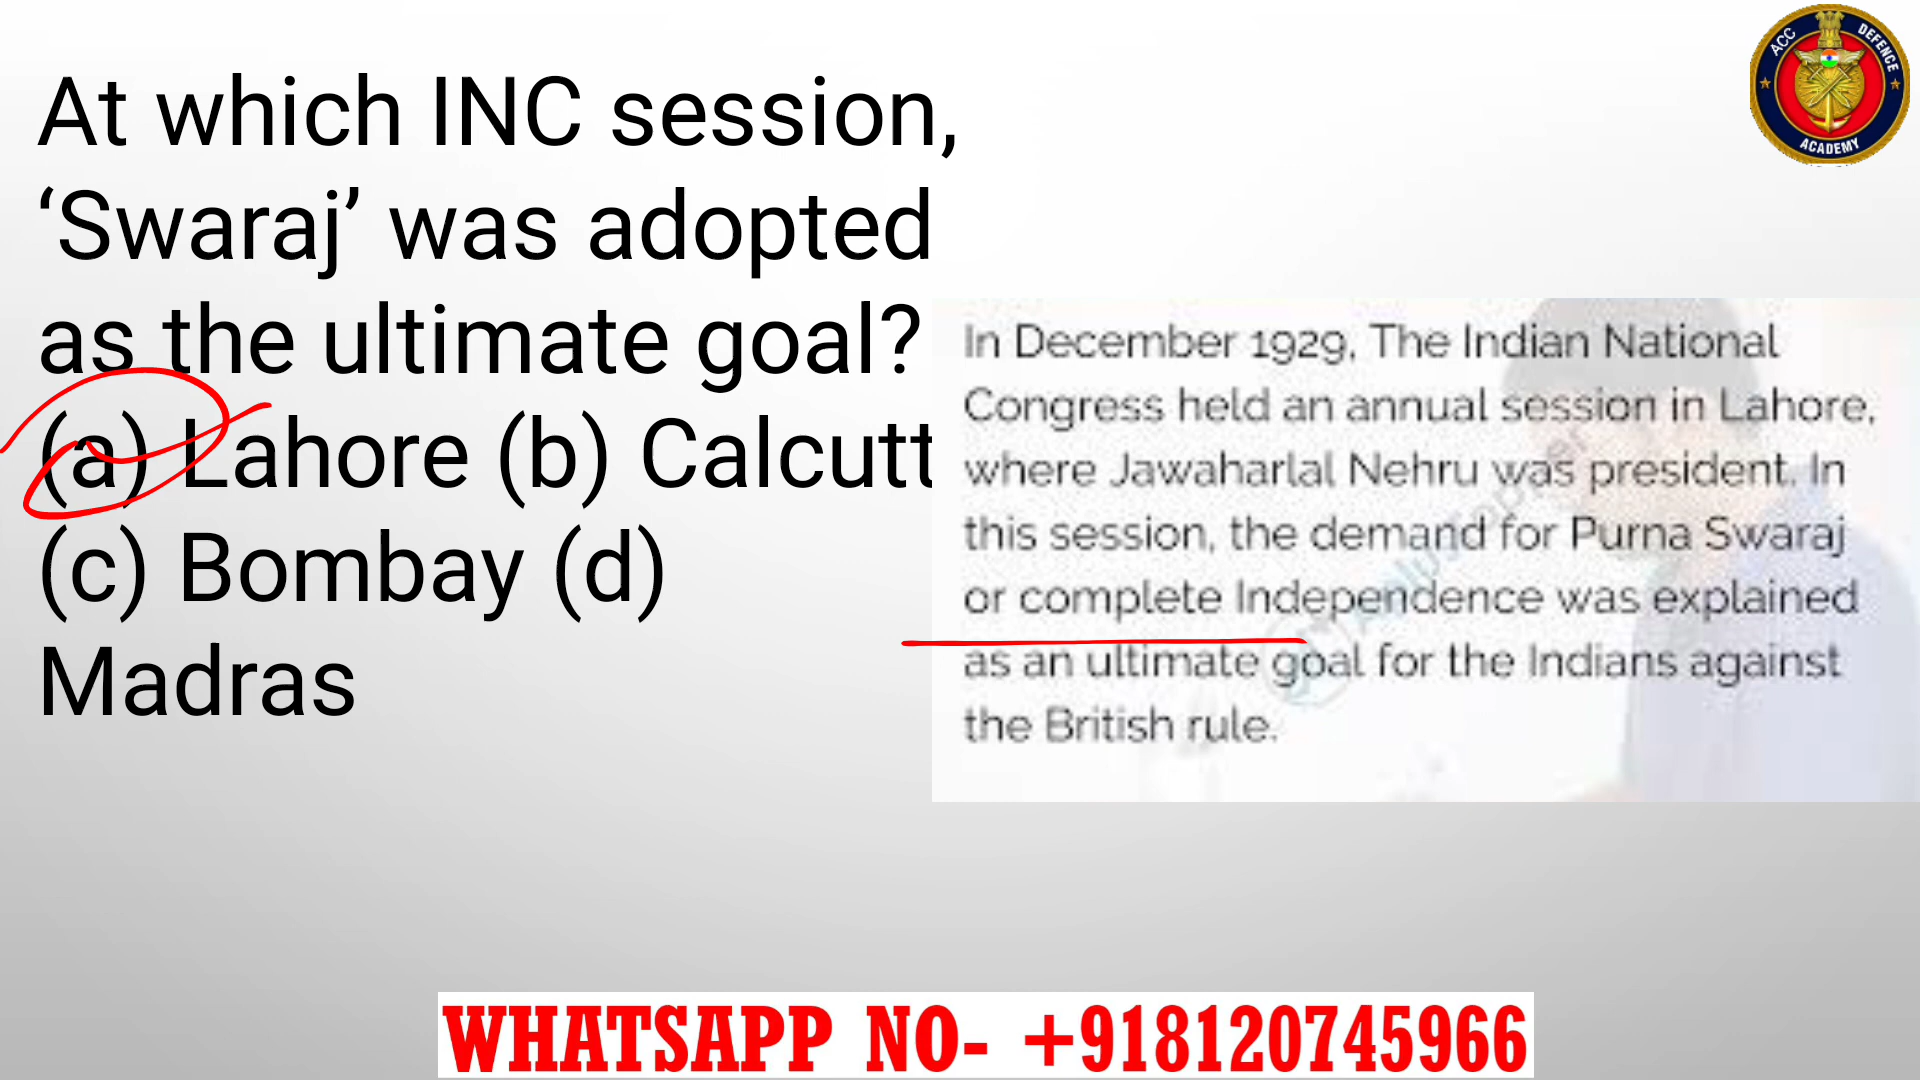 At which INC session,
‘Swaraj’ was adopted
as the ultimate goal?
(a) Lahore (b) Calcutt
(c) Bombay (d)
Madras
In December 1929, The Indian National
Congress held an annual session in Lahore,
where Jawaharlal Nehru was president. In
this session, the demand for Purna Swaraj
or complete Independence was explained
as an ultimate goal for the Indians against
the British rule.
ACC DEFENCE
ACADEMY
WHATSAPP NO- +918120745966